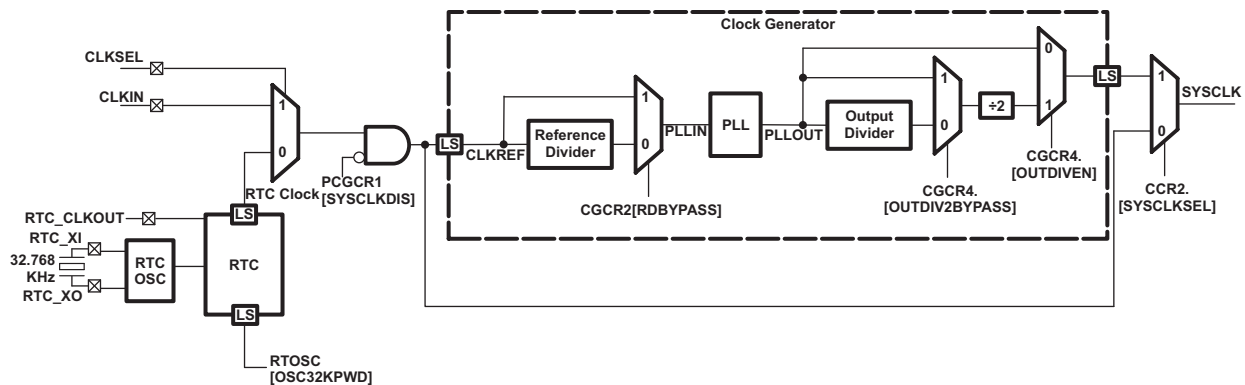 Clock Generator
CLKSEL
CLKIN
1
0
RTC Clock
PCGCR1
[SYSCLKDIS]
LS
CLKREF
Reference
Divider
1
0
PLLIN
CGCR2[RDBYPASS]
PLL
PLLOUT
Output
Divider
1
0
CGCR4.
[OUTDIV2BYPASS]
÷2
0
1
CGCR4.
[OUTDIVEN]
LS
1
0
SYSCLK
CCR2.
[SYSCLKSEL]
RTC_CLKOUT
RTC_XI
32.768
KHz
RTC_XO
RTC
OSC
LS
RTC
LS
RTOSC
[OSC32KPWD]